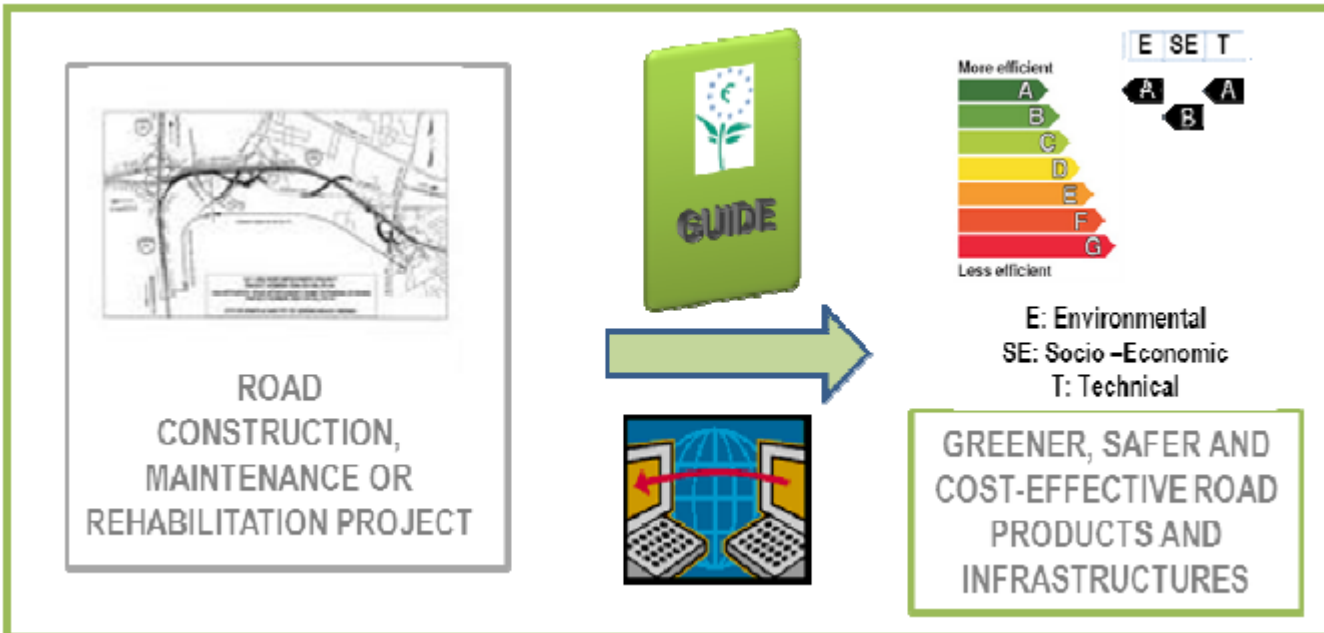 ROAD
CONSTRUCTION,
MAINTENANCE OR
REHABILITATION PROJECT
GUIDE
E SE T
More efficient
A
B
C
D
E
F
G
Less efficient
A
A
B
E: Environmental
SE: Socio –Economic
T: Technical
GREENER, SAFER AND
COST-EFFECTIVE ROAD
PRODUCTS AND
INFRASTRUCTURES